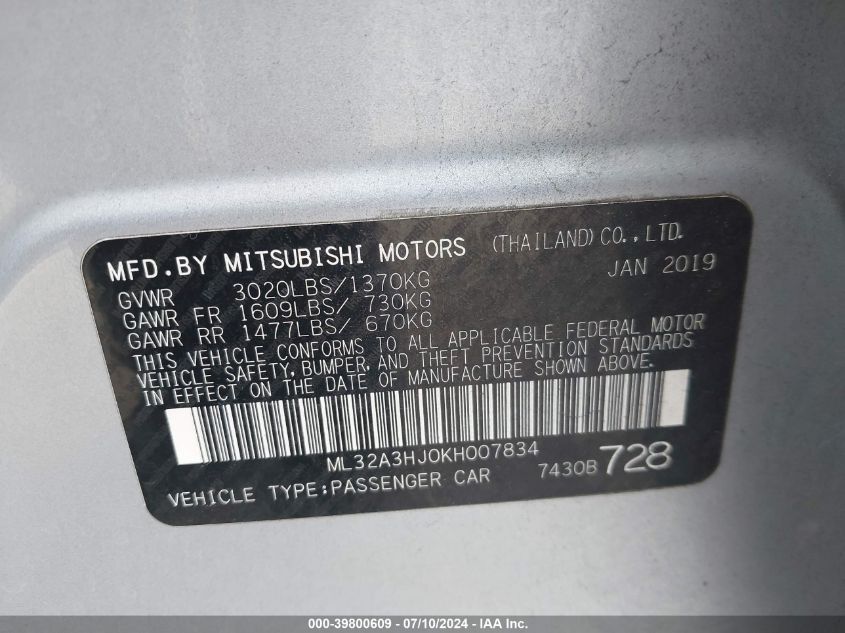 MFD.BY MITSUBISHI MOTORS (THAILAND) CO.,LTD.
JAN 2019
GVWR 3020LBS/1370KG
GAWR FR 1609LBS/ 730KG
GAWR RR 1477LBS/ 670KG
THIS VEHICLE CONFORMS TO ALL APPLICABLE FEDERAL MOTOR
VEHICLE SAFETY, BUMPER, AND THEFT PREVENTION STANDARDS
IN EFFECT ON THE DATE OF MANUFACTURE SHOWN ABOVE.
ML32A3HJ0KH007834
VEHICLE TYPE:PASSENGER CAR 7430B 728
000-39800609 - 07/10/2024 - IAA Inc.